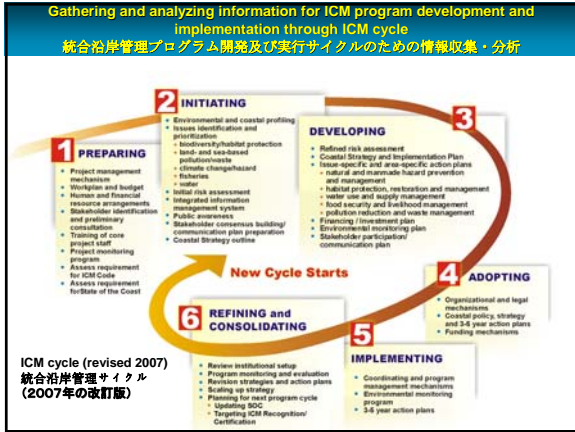 Gathering and analyzing information for ICM program development and
implementation through ICM cycle
統合沿岸管理プログラム開発及び実行サイクルのための情報収集・分析
1 PREPARING
• Project management
mechanism
• Workplan and budget
• Human and financial
resource arrangements
• Stakeholder identification
and preliminary
consultation
• Training of core
project staff
• Project monitoring
program
• Assess requirement
for ICM Code
• Assess requirement
forState of the Coast
2 INITIATING
• Environmental and coastal profiling
• Issues identification and
prioritization
• biodiversity/habitat protection
• land- and sea-based
pollution/waste
• climate change/hazard
• fisheries
• water
• Initial risk assessment
• Integrated information
management system
• Public awareness
• Stakeholder consensus building/
communication plan preparation
• Coastal Strategy outline
3
DEVELOPING
• Refined risk assessment
• Coastal Strategy and Implementation Plan
• Issue-specific and area-specific action plans
• natural and manmade hazard prevention
and management
• habitat protection, restoration and management
• water use and supply management
• food security and livelihood management
• pollution reduction and waste management
• Financing / Investment plan
• Environmental monitoring plan
• Stakeholder participation/
communication plan
4 ADOPTING
• Organizational and legal
mechanisms
• Coastal policy, strategy
and 3-6 year action plans
• Funding mechanisms
5
IMPLEMENTING
• Coordinating and program
management mechanisms
• Environmental monitoring
program
• 3-6 year action plans
New Cycle Starts
6 REFINING and
CONSOLIDATING
• Review institutional setup
• Program monitoring and evaluation
• Revision strategies and action plans
• Scaling up strategy
• Planning for next program cycle
• Updating SOC
• Targeting ICM Recognition/
Certification
ICM cycle (revised 2007)
統合沿岸管理サイクル
（2007年の改訂版）